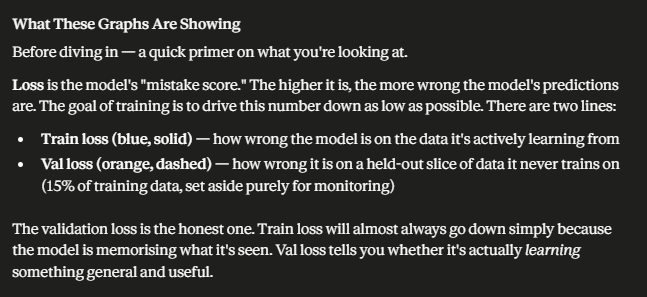 What These Graphs Are Showing
Before diving in — a quick primer on what you're looking at.
Loss is the model's "mistake score." The higher it is, the more wrong the model's predictions
are. The goal of training is to drive this number down as low as possible. There are two lines:
• Train loss (blue, solid) — how wrong the model is on the data it's actively learning from
• Val loss (orange, dashed) — how wrong it is on a held-out slice of data it never trains on
(15% of training data, set aside purely for monitoring)
The validation loss is the honest one. Train loss will almost always go down simply because
the model is memorising what it's seen. Val loss tells you whether it's actually learning
something general and useful.